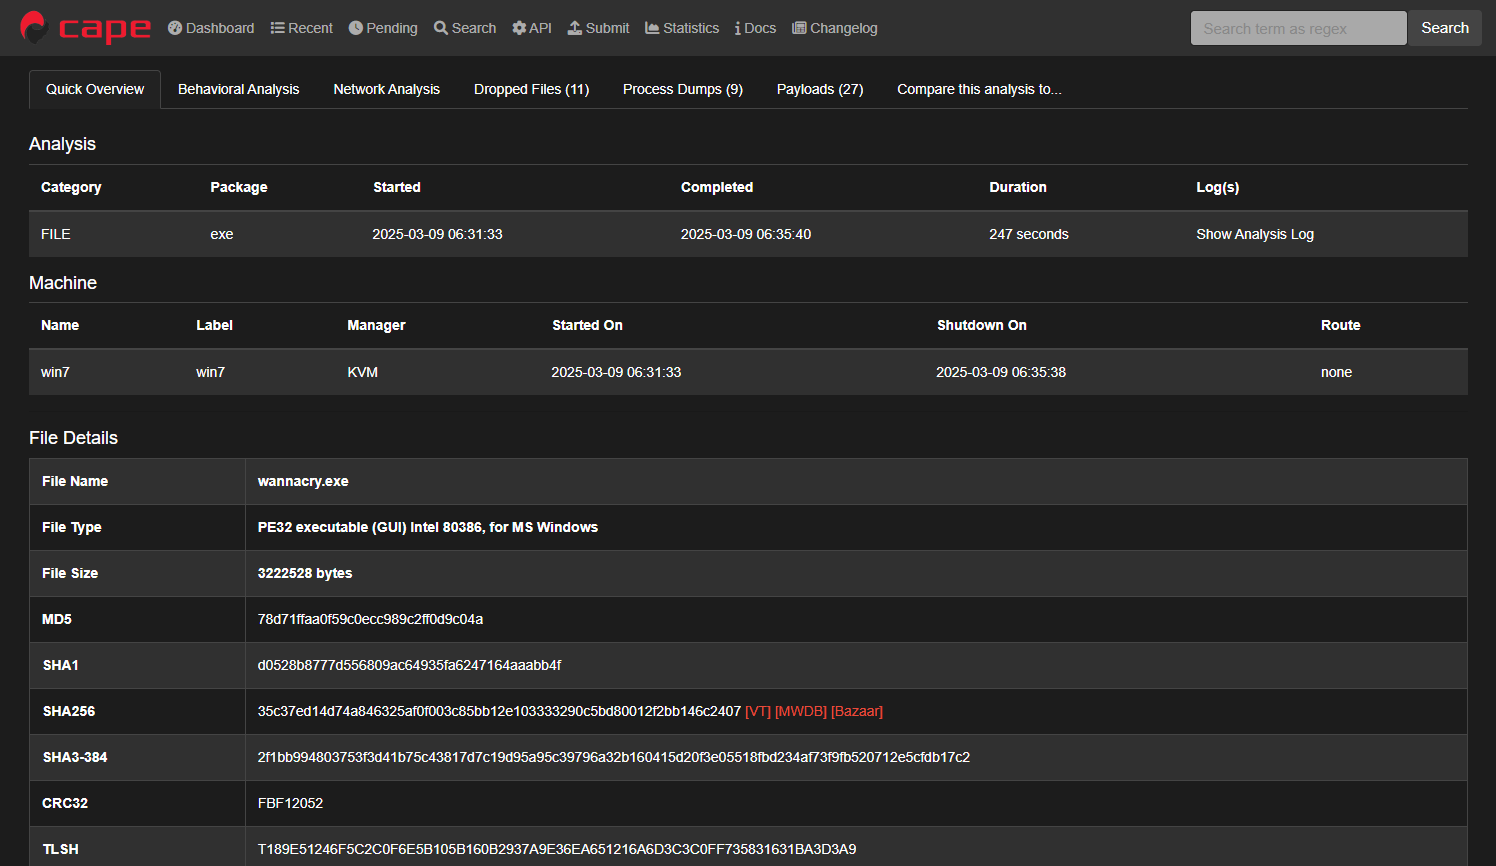 cape Dashboard Recent Pending Search API Submit Statistics Docs Changelog Search term as regex Search
Quick Overview Behavioral Analysis Network Analysis Dropped Files (11) Process Dumps (9) Payloads (27) Compare this analysis to...
Analysis
Category Package Started Completed Duration Log(s)
FILE exe 2025-03-09 06:31:33 2025-03-09 06:35:40 247 seconds Show Analysis Log
Machine
Name Label Manager Started On Shutdown On Route
win7 win7 KVM 2025-03-09 06:31:33 2025-03-09 06:35:38 none
File Details
File Name wannacry.exe
File Type PE32 executable (GUI) Intel 80386, for MS Windows
File Size 3222528 bytes
MD5 78d71ffaa0f59c0ecc989c2ff0d9c04a
SHA1 d0528b8777d556809ac64935fa6247164aaabb4f
SHA256 35c37ed14d74a846325af0f003c85bb12e103333290c5bd80012f2bb146c2407 [VT] [MWDB] [Bazaar]
SHA3-384 2f1bb994803753f3d41b75c43817d7c19d95a95c39796a32b160415d20f3e05518fbd234af73f9fb520712e5cfdb17c2
CRC32 FBF12052
TLSH T189E51246F5C2C0F6E5B105B160B2937A9E36EA651216A6D3C3C0FF735831631BA3D3A9